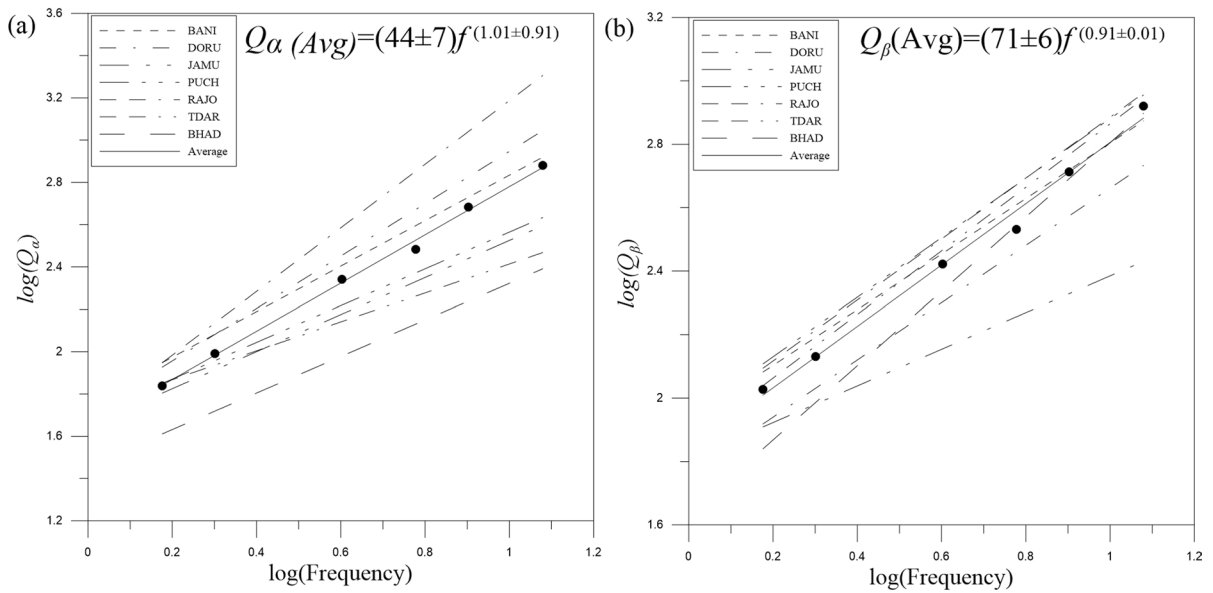 (a)
Qα (Avg)=(44±7)f(1.01±0.91)
BANI
DORU
JAMU
PUCH
RAJO
TDAR
BHAD
Average
3.6
3.2
2.8
2.4
2
1.6
1.2
log(Qα)
0 0.2 0.4 0.6 0.8 1 1.2
log(Frequency)
(b)
Qβ(Avg)=(71±6)f(0.91±0.01)
BANI
DORU
JAMU
PUCH
RAJO
TDAR
BHAD
Average
3.2
2.8
2.4
2
1.6
log(Qβ)
0 0.2 0.4 0.6 0.8 1 1.2
log(Frequency)